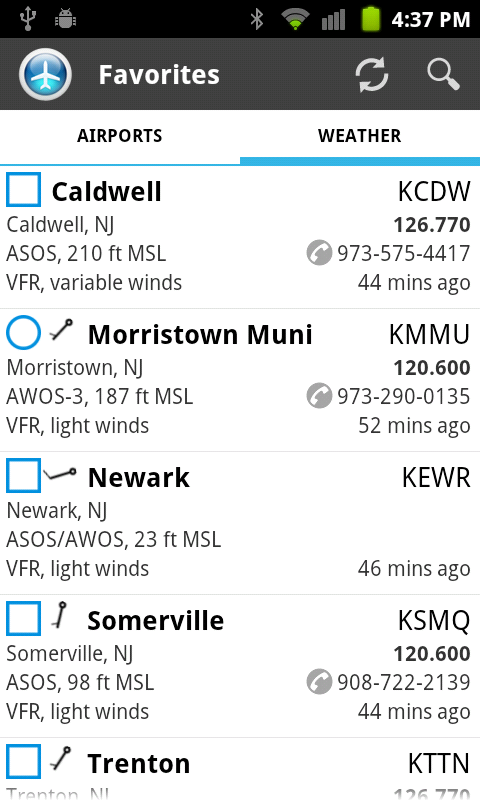 4:37 PM
Favorites
AIRPORTS WEATHER
Caldwell KCDW
Caldwell, NJ 126.770
ASOS, 210 ft MSL 973-575-4417
VFR, variable winds 44 mins ago
Morristown Muni KMMU
Morristown, NJ 120.600
AWOS-3, 187 ft MSL 973-290-0135
VFR, light winds 52 mins ago
Newark KEWR
Newark, NJ
ASOS/AWOS, 23 ft MSL
VFR, light winds 46 mins ago
Somerville KSMQ
Somerville, NJ 120.600
ASOS, 98 ft MSL 908-722-2139
VFR, light winds 44 mins ago
Trenton KTTN
Trenton, NJ 126.770